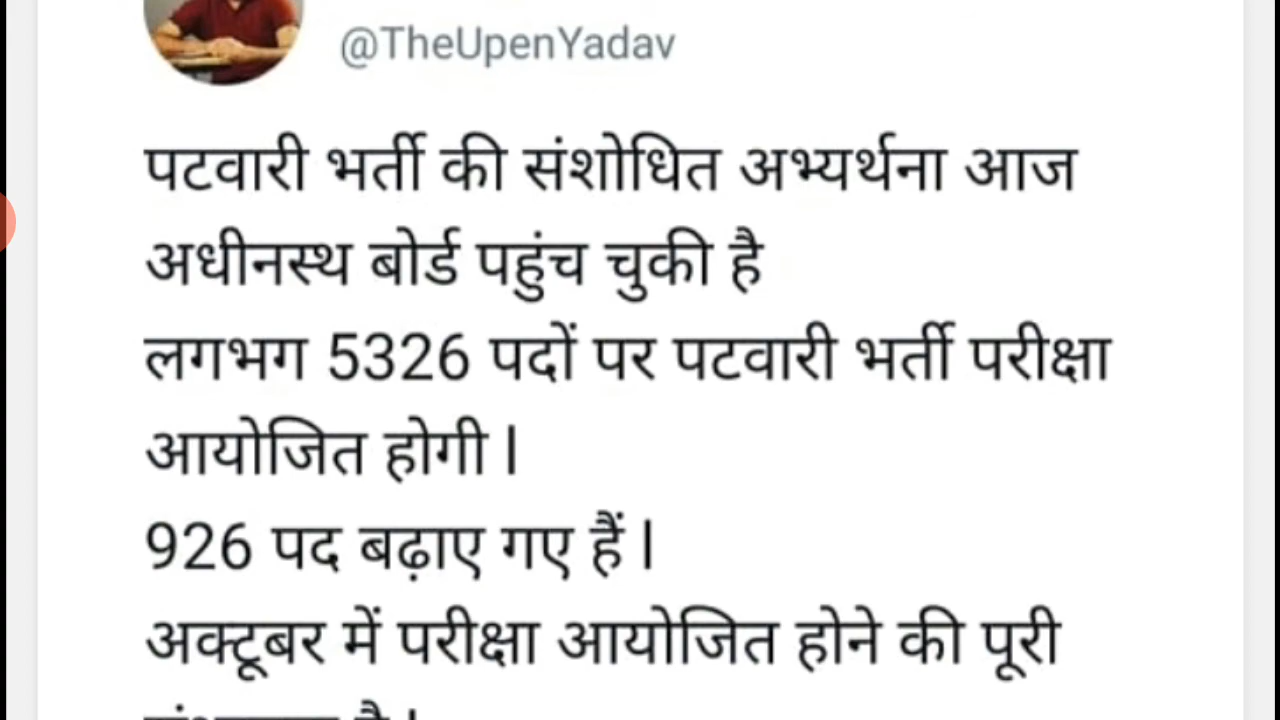 @TheUpenYadav
पटवारी भर्ती की संशोधित अभ्यर्थना आज
अधीनस्थ बोर्ड पहुंच चुकी है
लगभग 5326 पदों पर पटवारी भर्ती परीक्षा
आयोजित होगी l
926 पद बढ़ाए गए हैं l
अक्टूबर में परीक्षा आयोजित होने की पूरी
है l